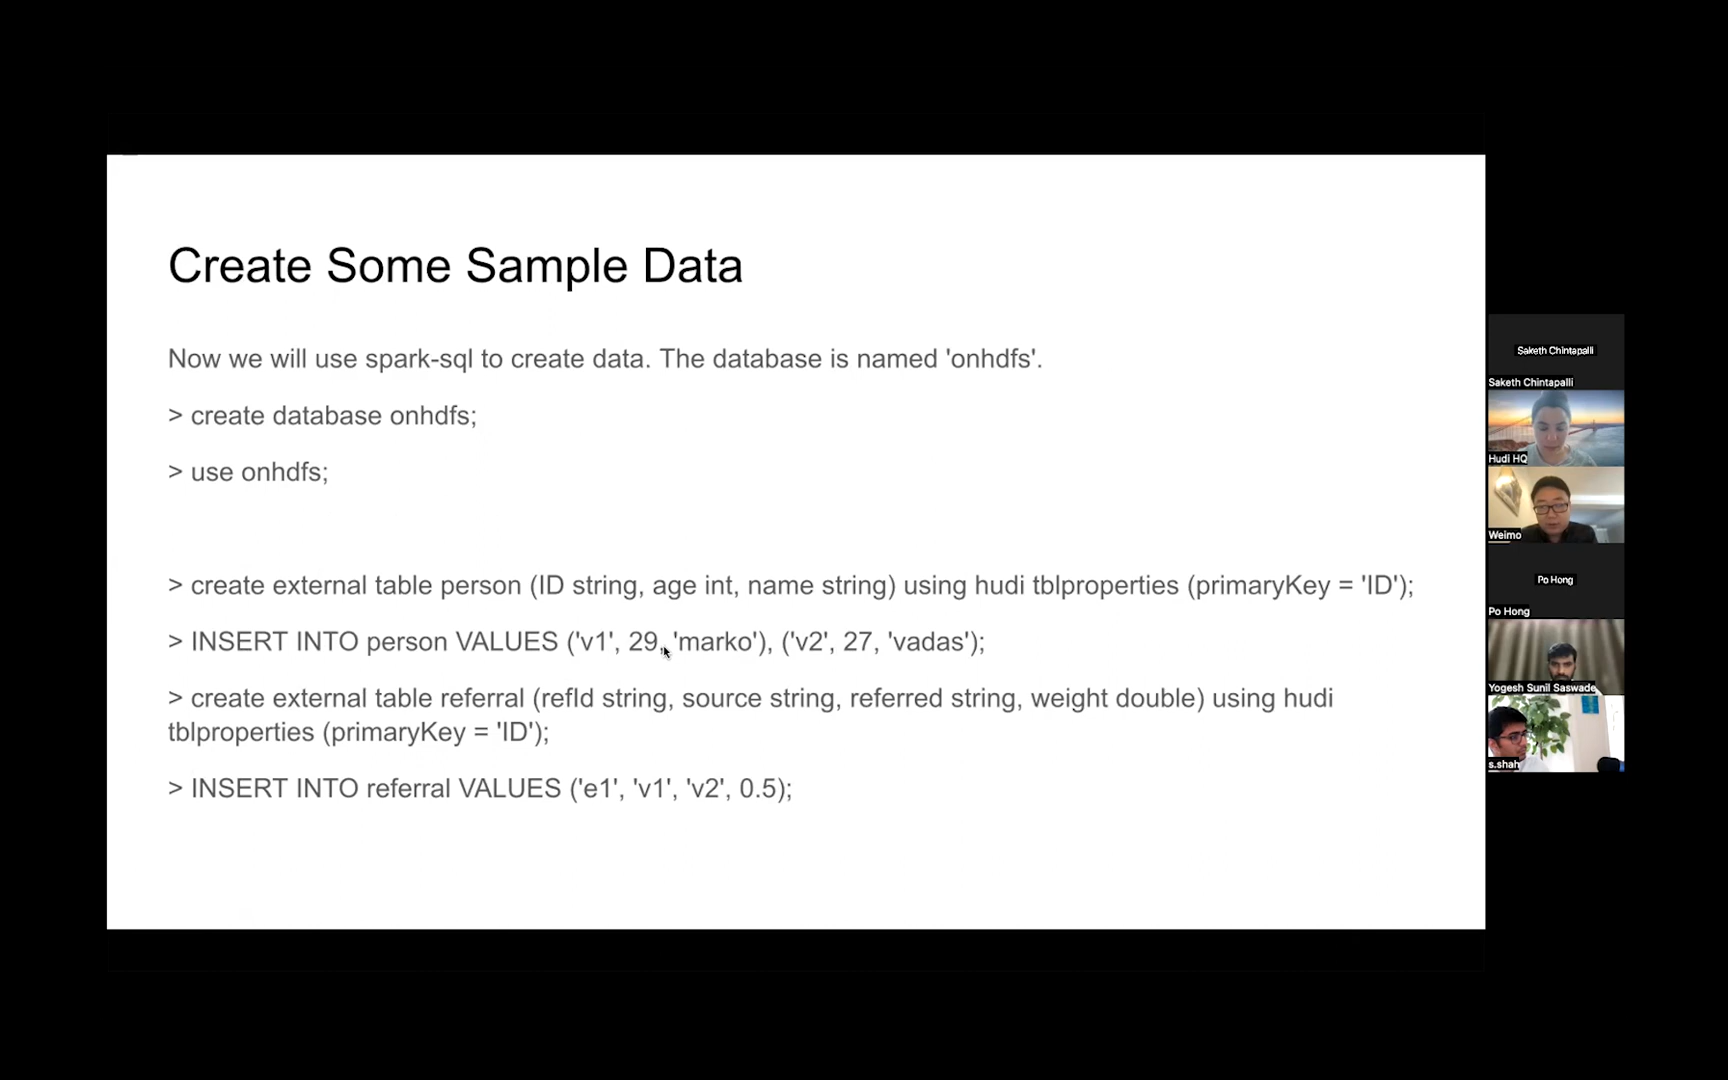 Create Some Sample Data
Now we will use spark-sql to create data. The database is named 'onhdfs'.
> create database onhdfs;
> use onhdfs;
> create external table person (ID string, age int, name string) using hudi tblproperties (primaryKey = 'ID');
> INSERT INTO person VALUES ('v1', 29, 'marko'), ('v2', 27, 'vadas');
> create external table referral (refId string, source string, referred string, weight double) using hudi
tblproperties (primaryKey = 'ID');
> INSERT INTO referral VALUES ('e1', 'v1', 'v2', 0.5);
Saketh Chintapalli
Saketh Chintapalli
Hudi HQ
Weimo
Po Hong
Po Hong
Yogesh Sunil Saswade
s.shah